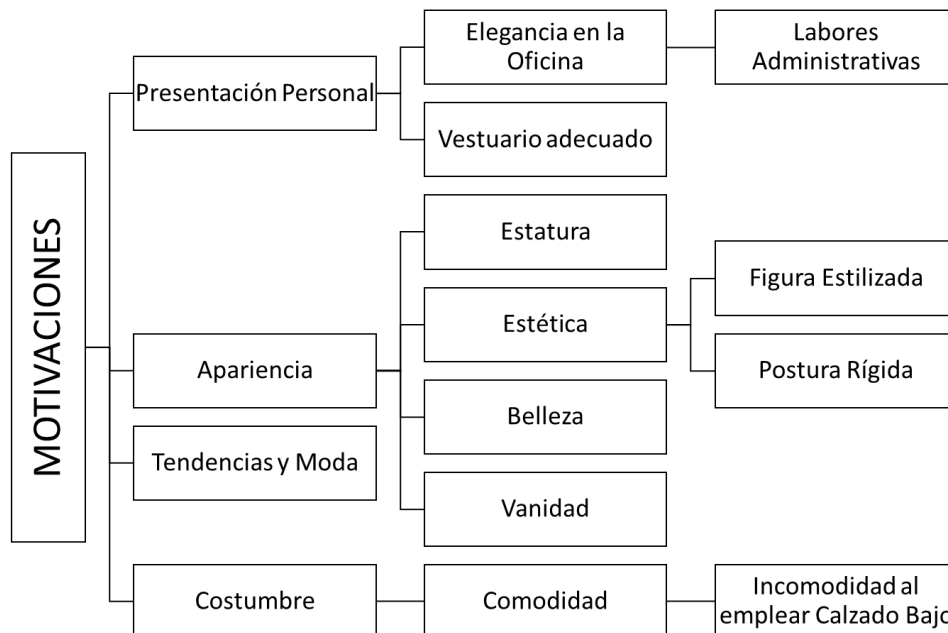 MOTIVACIONES
Presentación Personal
Elegancia en la
Oficina
Labores
Administrativas
Vestuario adecuado
Apariencia
Estatura
Estética
Figura Estilizada
Postura Rígida
Belleza
Vanidad
Tendencias y Moda
Costumbre
Comodidad
Incomodidad al
emplear Calzado Bajo